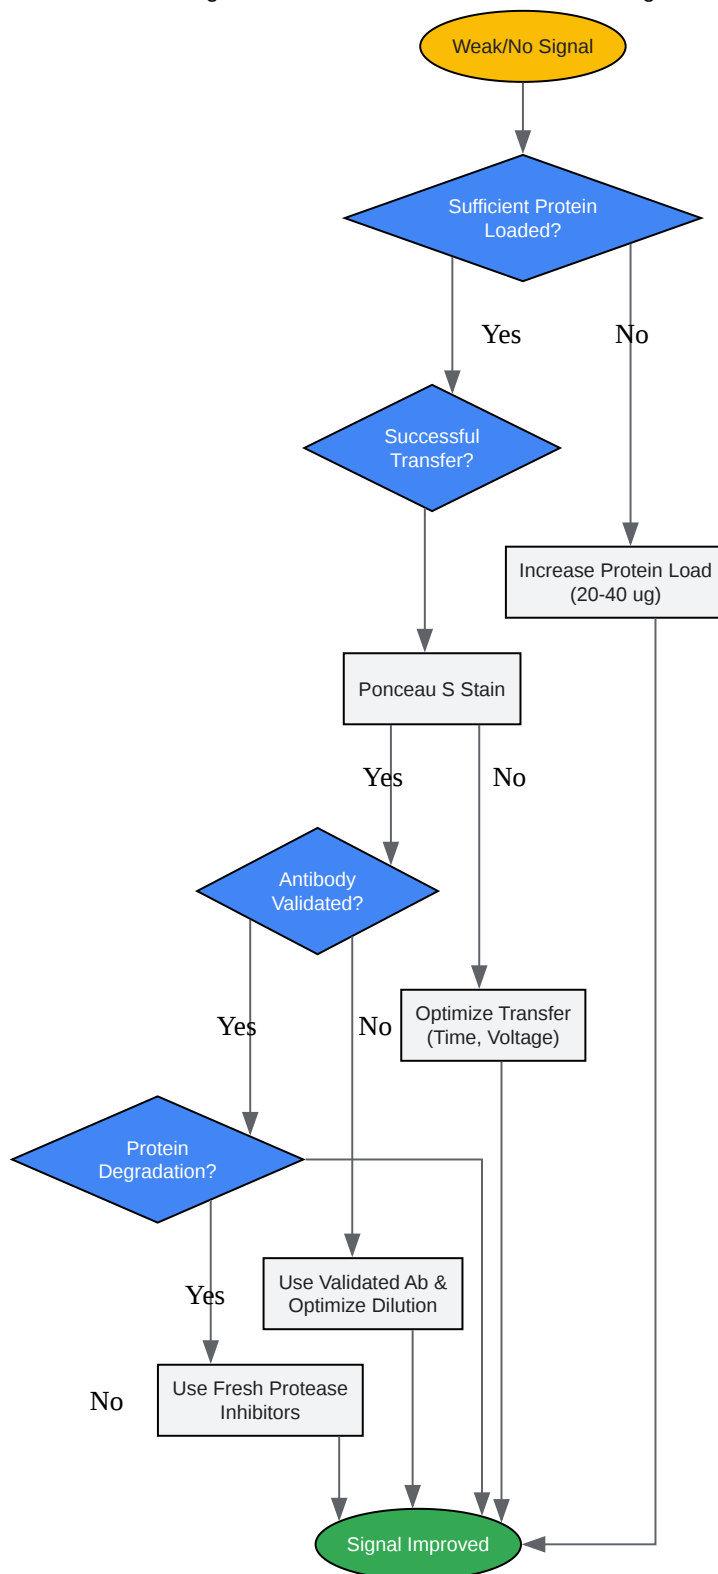 Weak/No Signal
Sufficient Protein
Loaded?
Yes
No
Successful
Transfer?
Increase Protein Load
(20-40 ug)
Ponceau S Stain
Yes
No
Antibody
Validated?
Optimize Transfer
(Time, Voltage)
Yes
No
Protein
Degradation?
Use Validated Ab &
Optimize Dilution
Yes
Use Fresh Protease
Inhibitors
No
Signal Improved